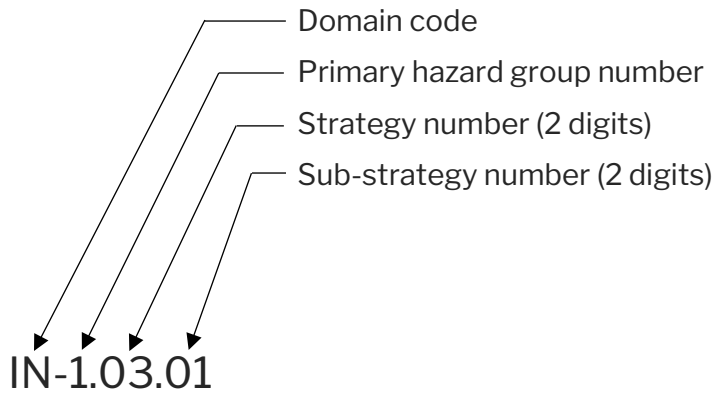 Domain code
Primary hazard group number
Strategy number (2 digits)
Sub-strategy number (2 digits)
IN-1.03.01